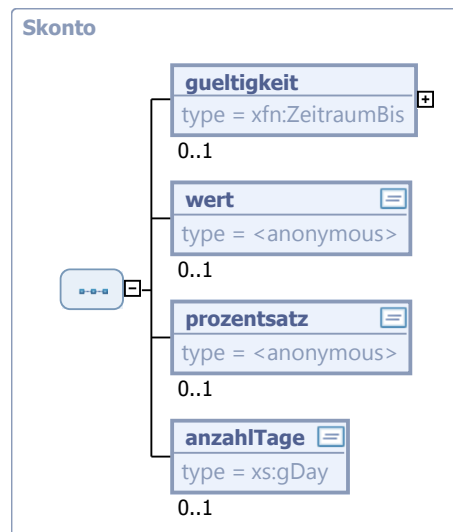 Skonto
gueltigkeit
type = xfn:ZeitraumBis
0..1
wert
type = <anonymous>
0..1
prozentsatz
type = <anonymous>
0..1
anzahlTage
type = xs:gDay
0..1